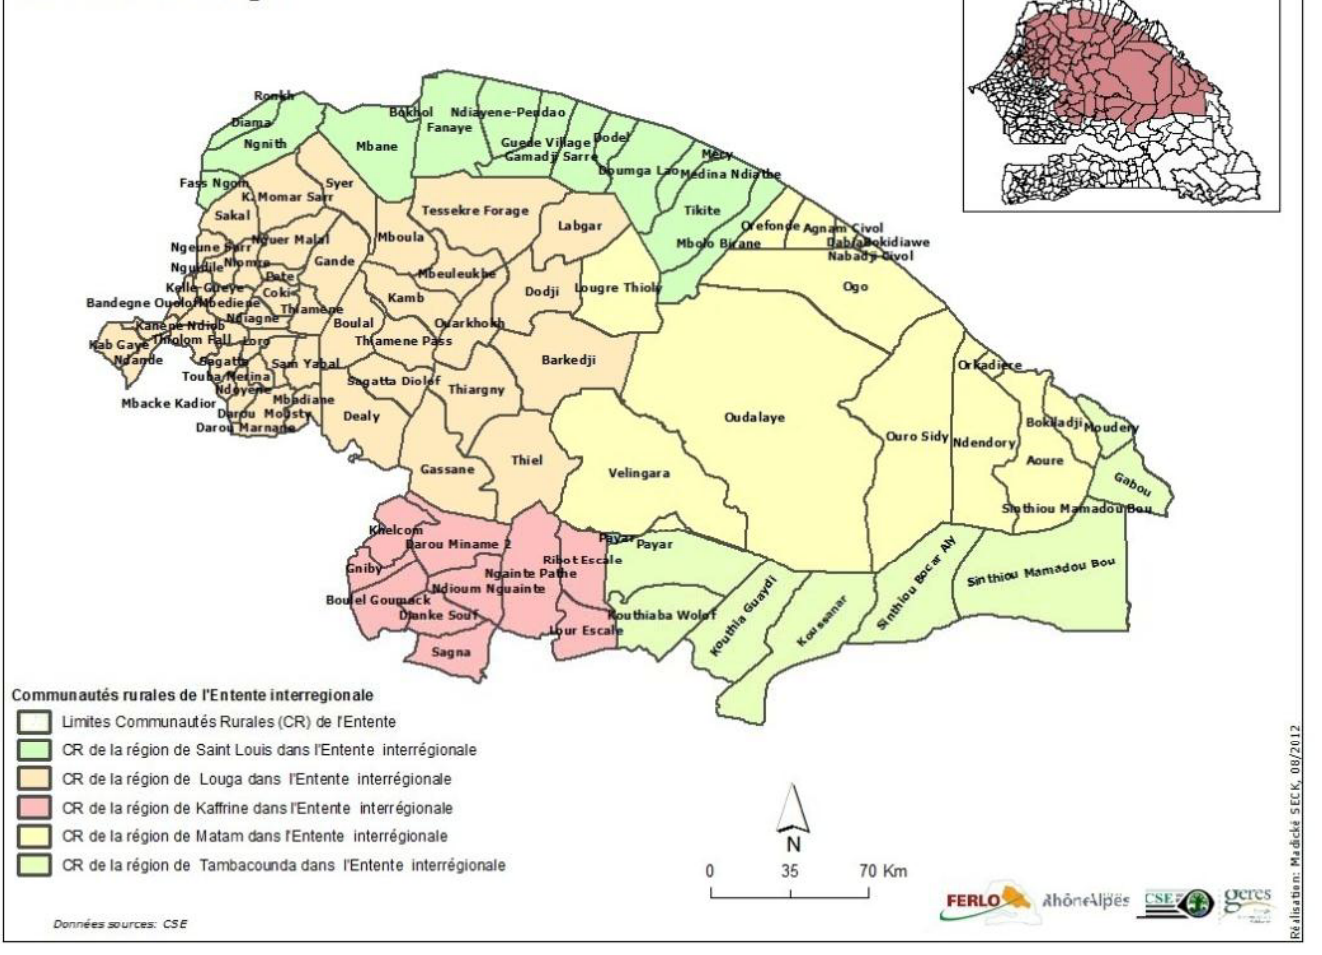 Ronkh
Diama
Ngnith
Bokhol
Ndiayene-Pendao
Fanaye
Mbane
Guede Village
Dodel
Gamadji Sarre
Doumga Lao
Mery
Medina Ndiathe
Fass Ngom
Syer
K. Momar Sarr
Sakal
Tessekre Forage
Labgar
Tikite
Mbolo Birane
Orefonde
Agnam Civol
Dabia
Bokidiawe
Nabadji Civol
Ogo
Ngeune Sarr
Nguer Malal
Mboula
Gande
Niomre
Pete
Mbeuleukhe
Kelle-Gueye
Coki
Kamb
Dodji
Lougre Thioly
Bandegne Ouolof
Mbediene
Thiamene
Ndiagne
Boulal
Ouarkhokh
Kanene Ndiob
Kab Gaye
Thiolom Fall
Loro
Thiamene Pass
Ndande
Sagatta
Sam Yabal
Barkedji
Touba Merina
Sagatta Diolof
Ndoyene
Thiargny
Mbacke Kadior
Mbadiane
Darou Mousty
Darou Marnane
Dealy
Oudalaye
Orkadiere
Ouro Sidy
Ndendory
Bokiladji
Moudery
Aoure
Gabou
Gassane
Thiel
Velingara
Sinthiou Mamadou Bou
Khelcom
Darou Miname 2
Payar
Payar
Gniby
Ribot Escale
Ngainte Pathe
Ndioum Nguainte
Boulel Goumack
Dianke Souf
Lour Escale
Sagna
Kouthiaba Wolof
Kouthia Guaydi
Koussanar
Sinthiou Bocar Aly
Sinthiou Mamadou Bou
Communautés rurales de l'Entente interregionale
Limites Communautés Rurales (CR) de l'Entente
CR de la région de Saint Louis dans l'Entente interrégionale
CR de la région de Louga dans l'Entente interrégionale
CR de la région de Kaffrine dans l'Entente interrégionale
CR de la région de Matam dans l'Entente interrégionale
CR de la région de Tambacounda dans l'Entente interrégionale
N
0 35 70 Km
Données sources: CSE
FERLO
RhôneAlpes
CSE
geres
Réalisation: Madické SECK, 08/2012